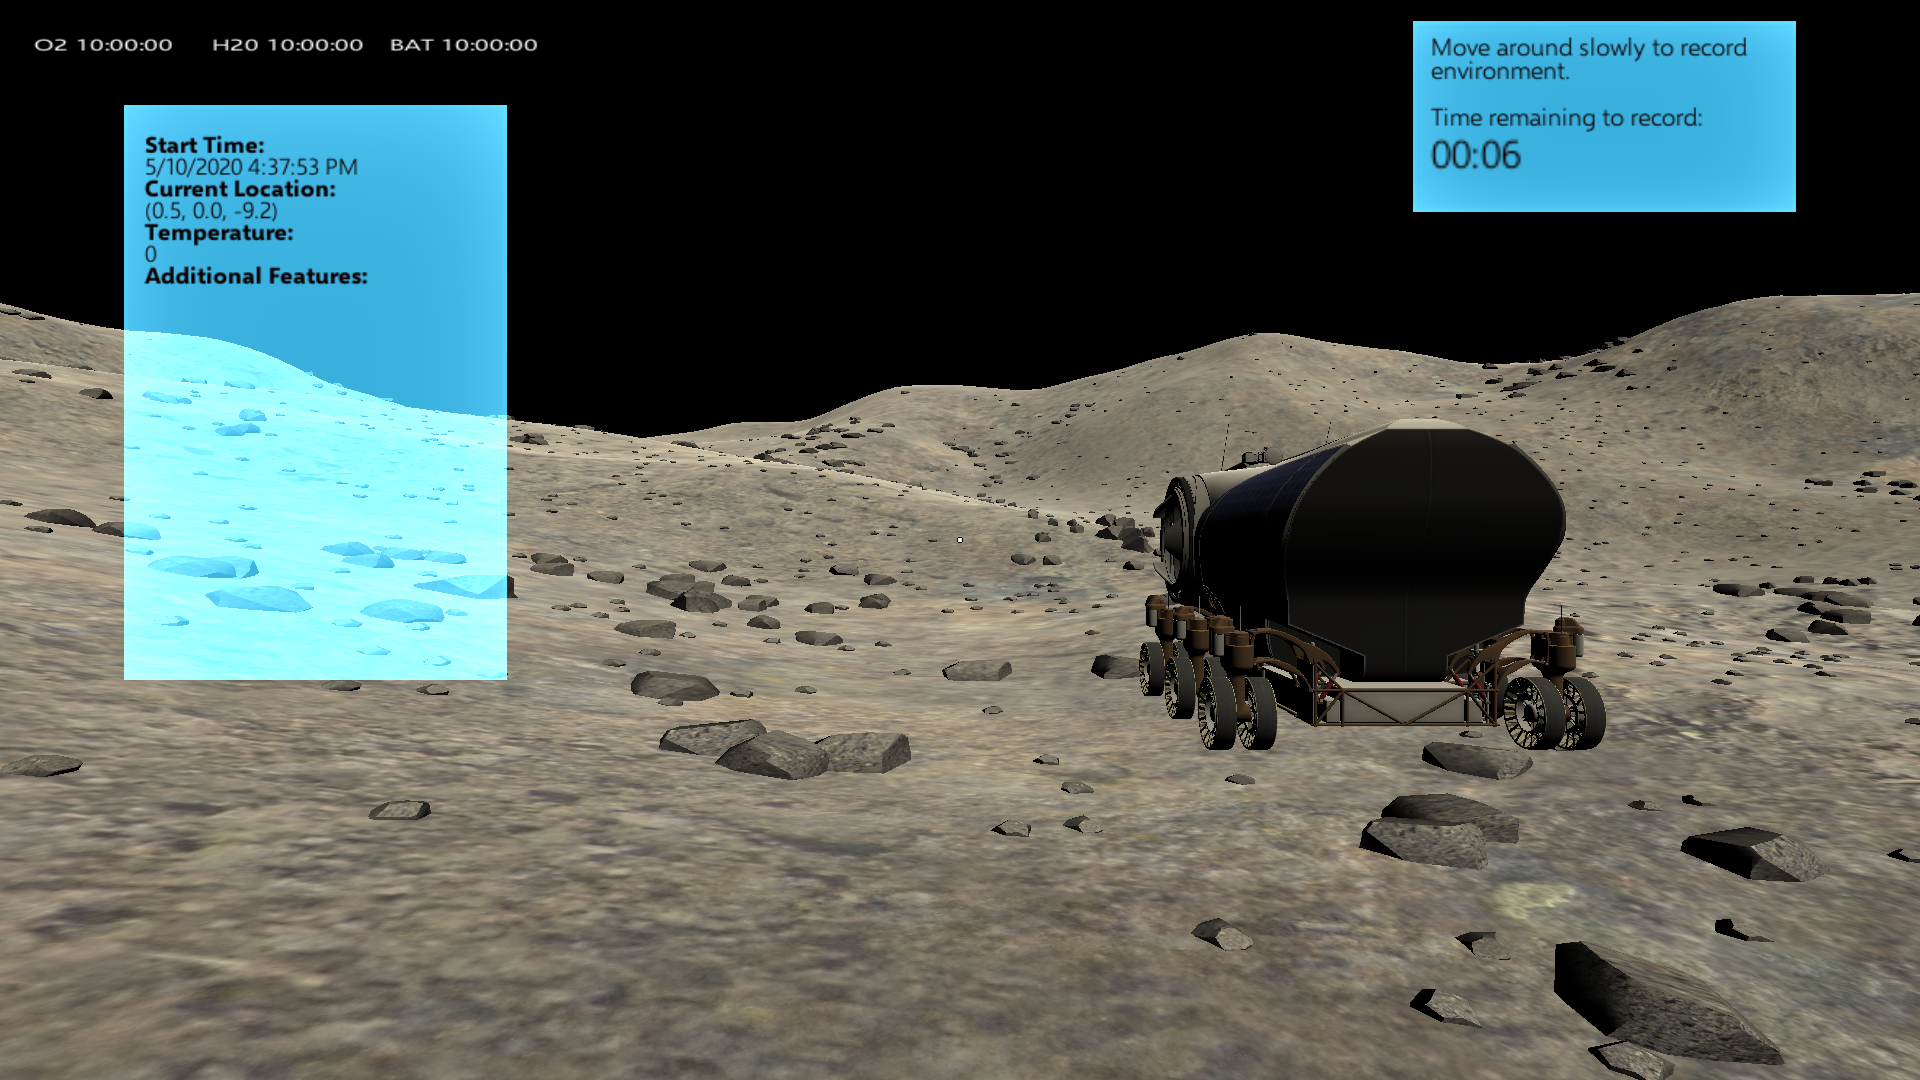 O2 10:00:00 H20 10:00:00 BAT 10:00:00
Move around slowly to record
environment.
Time remaining to record:
00:06
Start Time:
5/10/2020 4:37:53 PM
Current Location:
(0.5, 0.0, -9.2)
Temperature:
0
Additional Features: